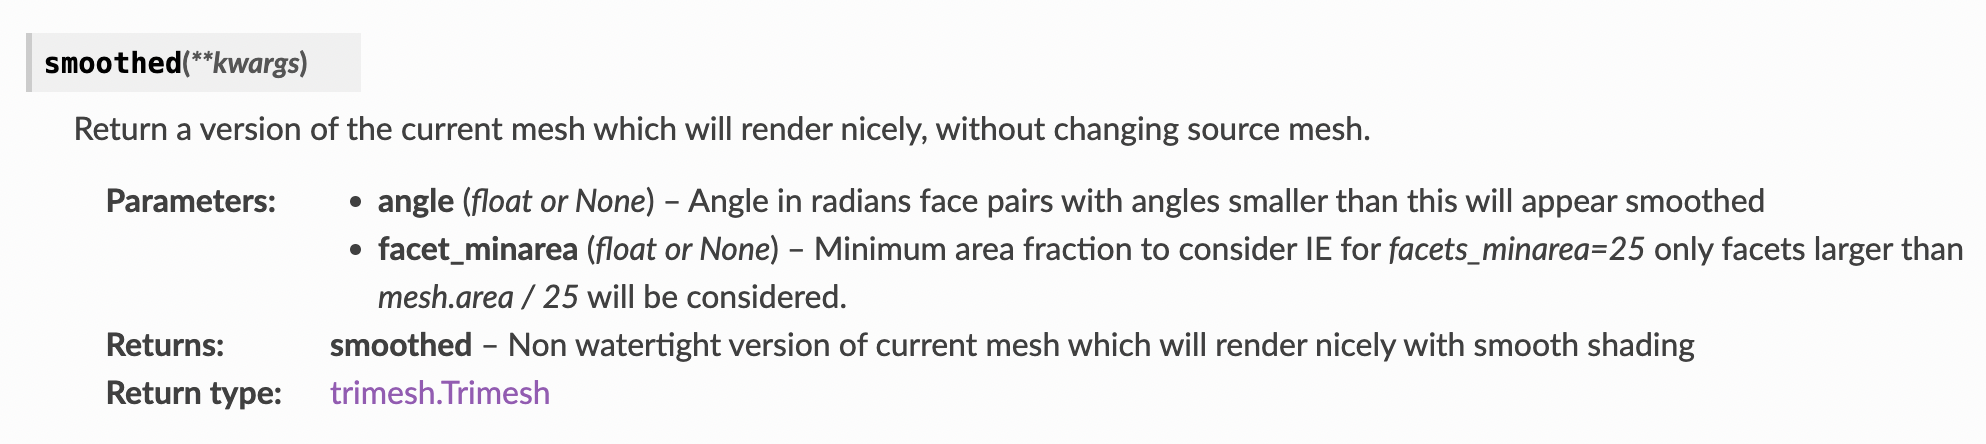 smoothed(**kwargs)
Return a version of the current mesh which will render nicely, without changing source mesh.
Parameters: • angle (float or None) – Angle in radians face pairs with angles smaller than this will appear smoothed
• facet_minarea (float or None) – Minimum area fraction to consider IE for facets_minarea=25 only facets larger than
mesh.area / 25 will be considered.
Returns: smoothed – Non watertight version of current mesh which will render nicely with smooth shading
Return type: trimesh.Trimesh